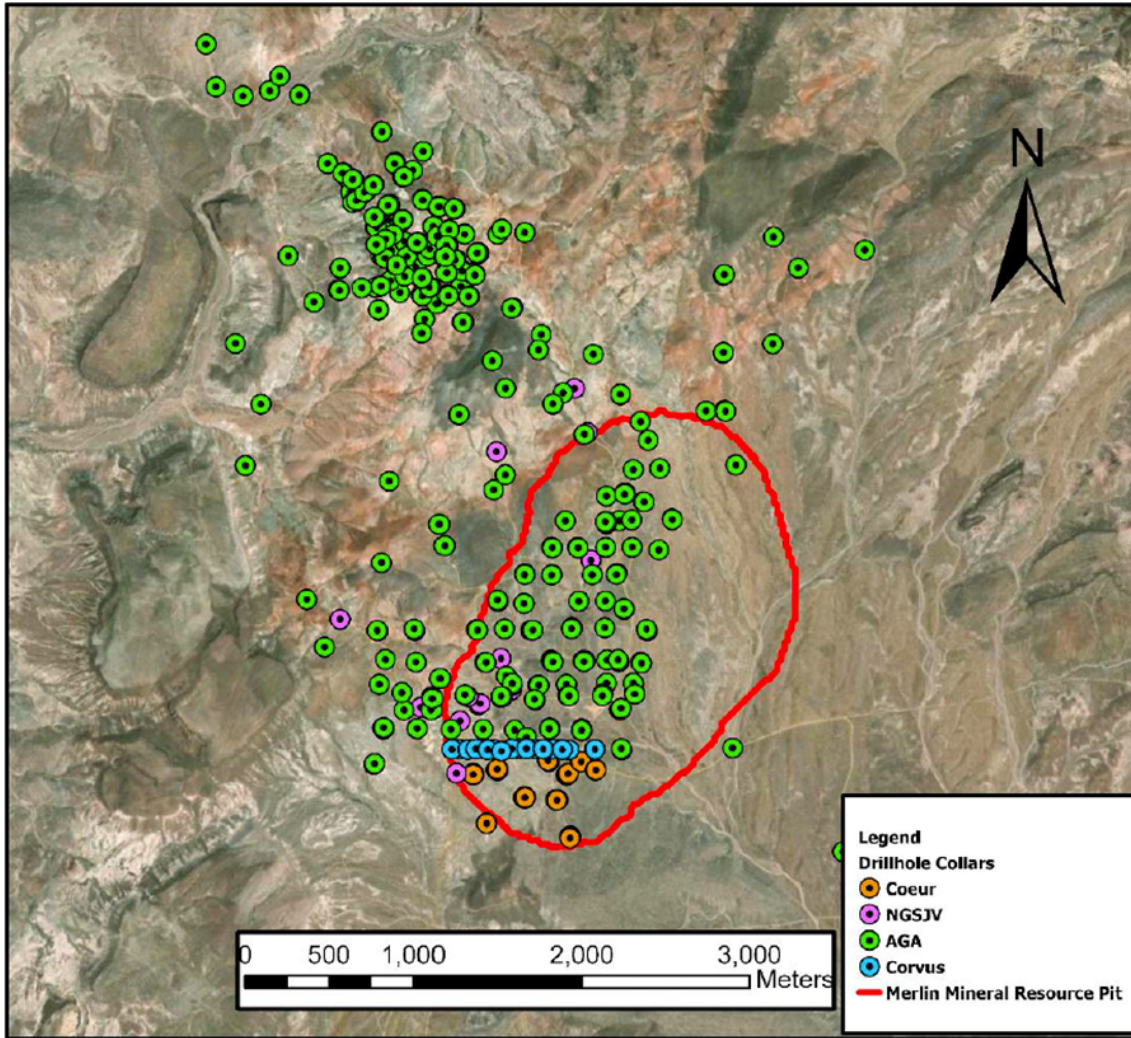 N
Legend
Drillhole Collars
Coeur
NGSJV
AGA
Corvus
Merlin Mineral Resource Pit
0 500 1,000 2,000 3,000
Meters